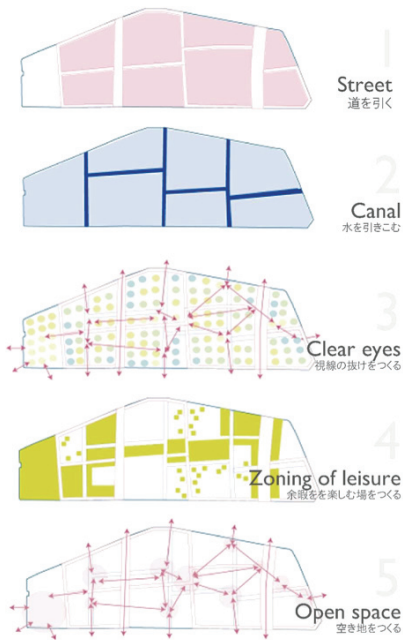 1
Street
道を引く
2
Canal
水を引きこむ
3
Clear eyes
視線の抜けをつくる
4
Zoning of leisure
余暇をを楽しむ場をつくる
5
Open space
空き地をつくる